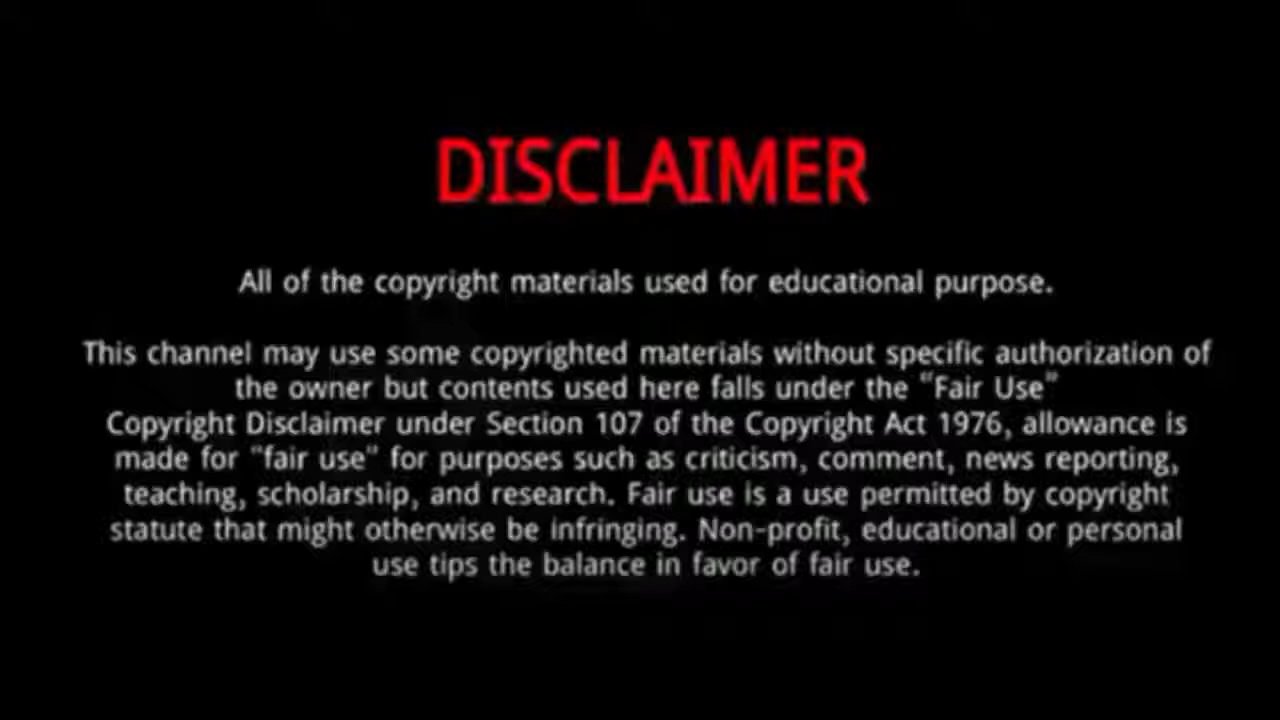 DISCLAIMER
All of the copyright materials used for educational purpose.
This channel may use some copyrighted materials without specific authorization of
the owner but contents used here falls under the "Fair Use"
Copyright Disclaimer under Section 107 of the Copyright Act 1976, allowance is
made for "fair use" for purposes such as criticism, comment, news reporting,
teaching, scholarship, and research. Fair use is a use permitted by copyright
statute that might otherwise be infringing. Non-profit, educational or personal
use tips the balance in favor of fair use.